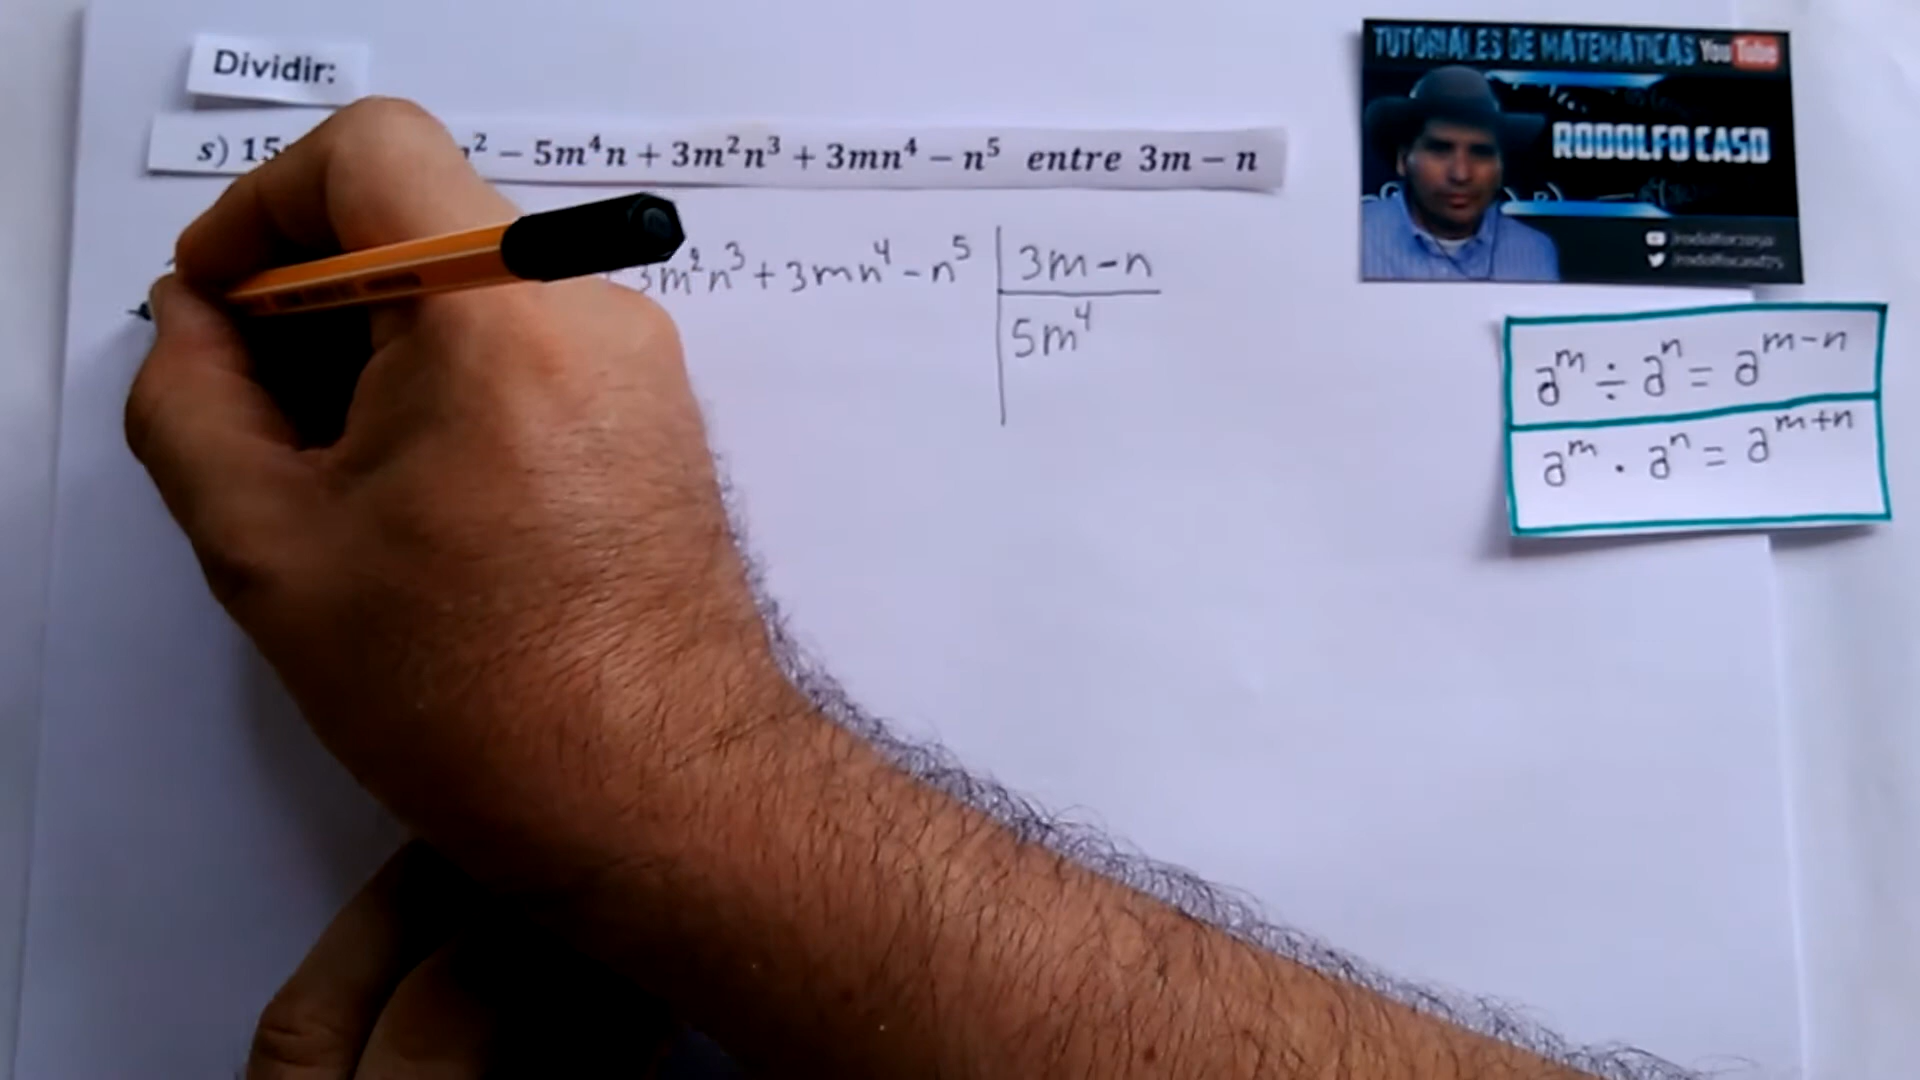 Dividir:
s) 15 n² − 5m⁴n + 3m²n³ + 3mn⁴ − n⁵ entre 3m − n
3m²n³ + 3mn⁴ − n⁵
3m − n
5m⁴
TUTORIALES DE MATEMATICAS YouTube
RODOLFO CASO
aᵐ ÷ aⁿ = aᵐ⁻ⁿ
aᵐ · aⁿ = aᵐ⁺ⁿ